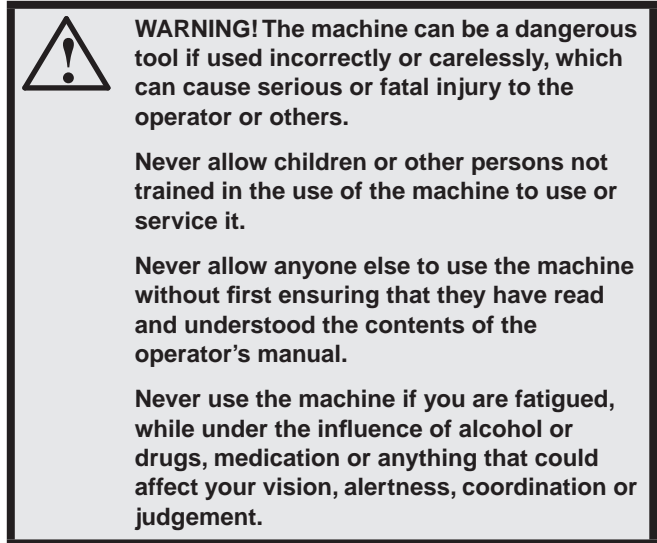 WARNING! The machine can be a dangerous
tool if used incorrectly or carelessly, which
can cause serious or fatal injury to the
operator or others.
Never allow children or other persons not
trained in the use of the machine to use or
service it.
Never allow anyone else to use the machine
without first ensuring that they have read
and understood the contents of the
operator’s manual.
Never use the machine if you are fatigued,
while under the influence of alcohol or
drugs, medication or anything that could
affect your vision, alertness, coordination or
judgement.